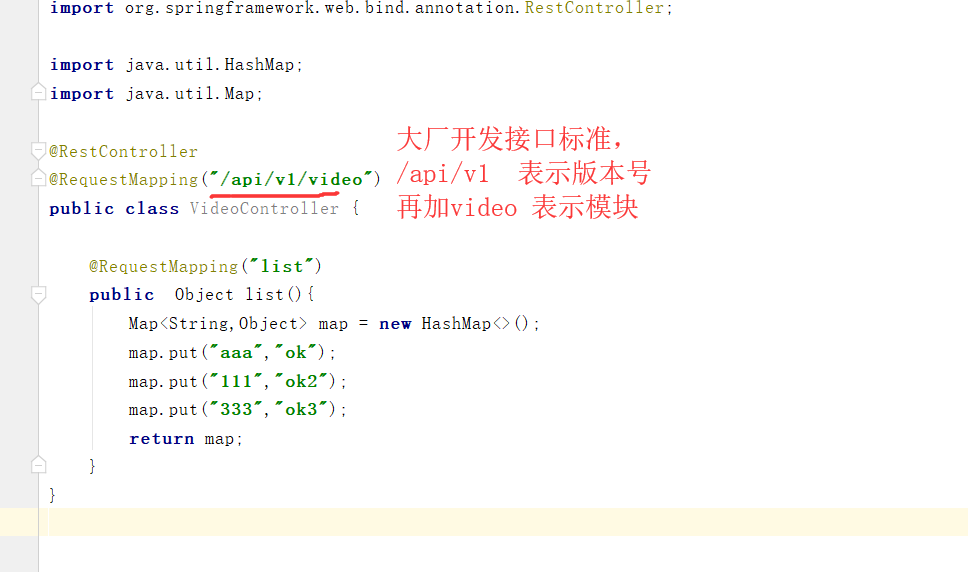 import org.springframework.web.bind.annotation.RestController;
import java.util.HashMap;
import java.util.Map;
@RestController
@RequestMapping("/api/v1/video")
public class VideoController {
大厂开发接口标准,
/api/v1 表示版本号
再加video 表示模块
@RequestMapping("list")
public Object list(){
Map<String,Object> map = new HashMap<>();
map.put("aaa","ok");
map.put("111","ok2");
map.put("333","ok3");
return map;
}
}